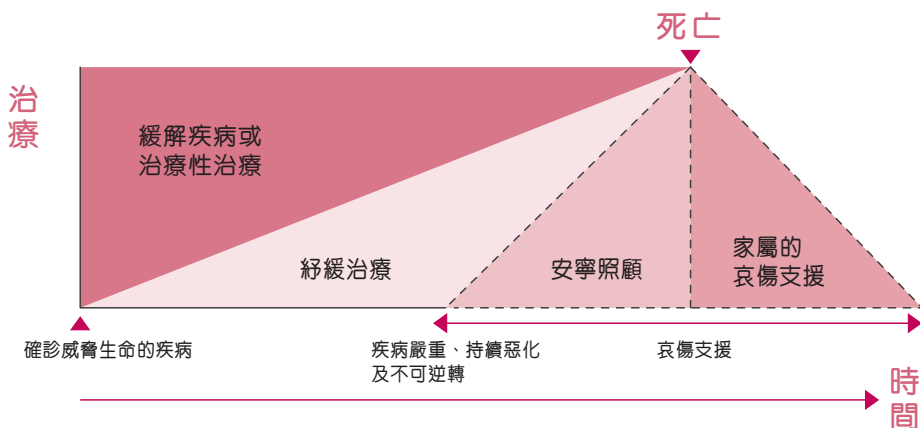 死亡
治
療
緩解疾病或
治療性治療
紓緩治療
安寧照顧
家屬的
哀傷支援
確診威脅生命的疾病
疾病嚴重、持續惡化
及不可逆轉
哀傷支援
時
間